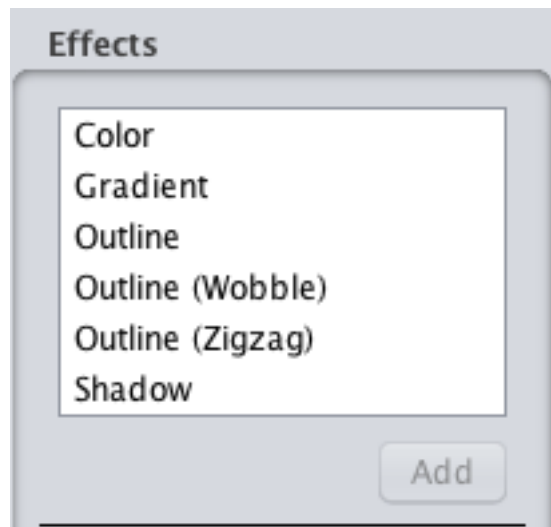 Effects
Color
Gradient
Outline
Outline (Wobble)
Outline (Zigzag)
Shadow
Add